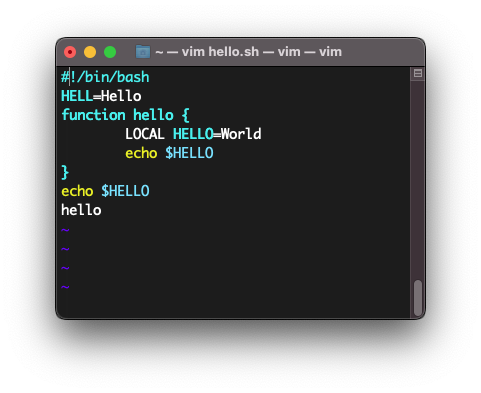 ~ — vim hello.sh — vim — vim
#!/bin/bash
HELL=Hello
function hello {
        LOCAL HELLO=World
        echo $HELLO
}
echo $HELLO
hello
~
~
~
~